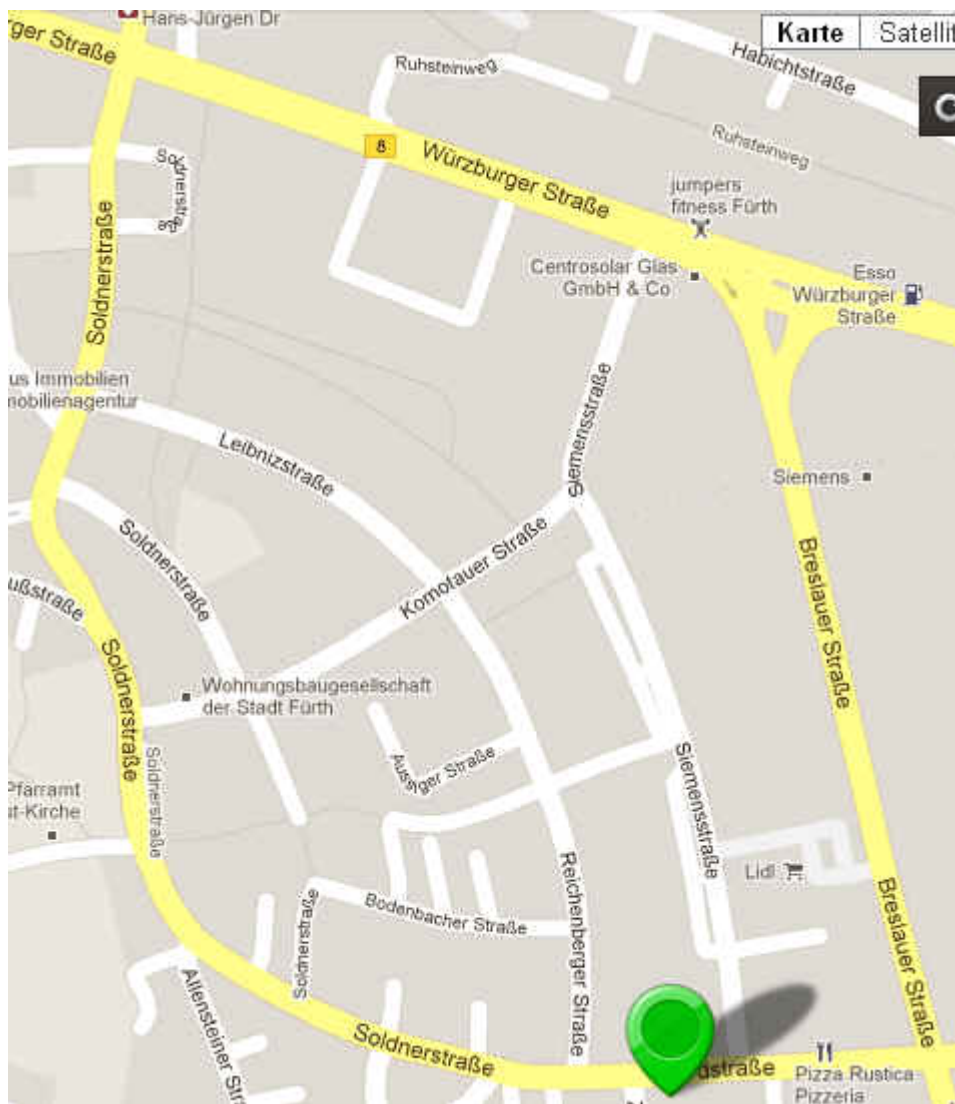 Hans-Jürgen Dr
ger Straße
Karte
Satellit
Habichtstraße
Ruhsteinweg
Ruhsteinweg
8
Würzburger Straße
jumpers
fitness Fürth
Soldnerstraße
Soldnerstraße
Centrosolar Glas
GmbH & Co
Esso
Würzburger
Straße
us Immobilien
mobilienagentur
Leibnizstraße
Siemensstraße
Siemens
Soldnerstraße
Komotauer Straße
Breslauer Straße
ußstraße
Soldnerstraße
Wohnungsbaugesellschaft
der Stadt Fürth
Soldnerstraße
Aussiger Straße
Siemensstraße
Pfarramt
st-Kirche
Lidl
Reichenberger Straße
Bodenbacher Straße
Soldnerstraße
Breslauer Straße
Allensteiner Str
Soldnerstraße
dstraße
Pizza Rustica
Pizzeria